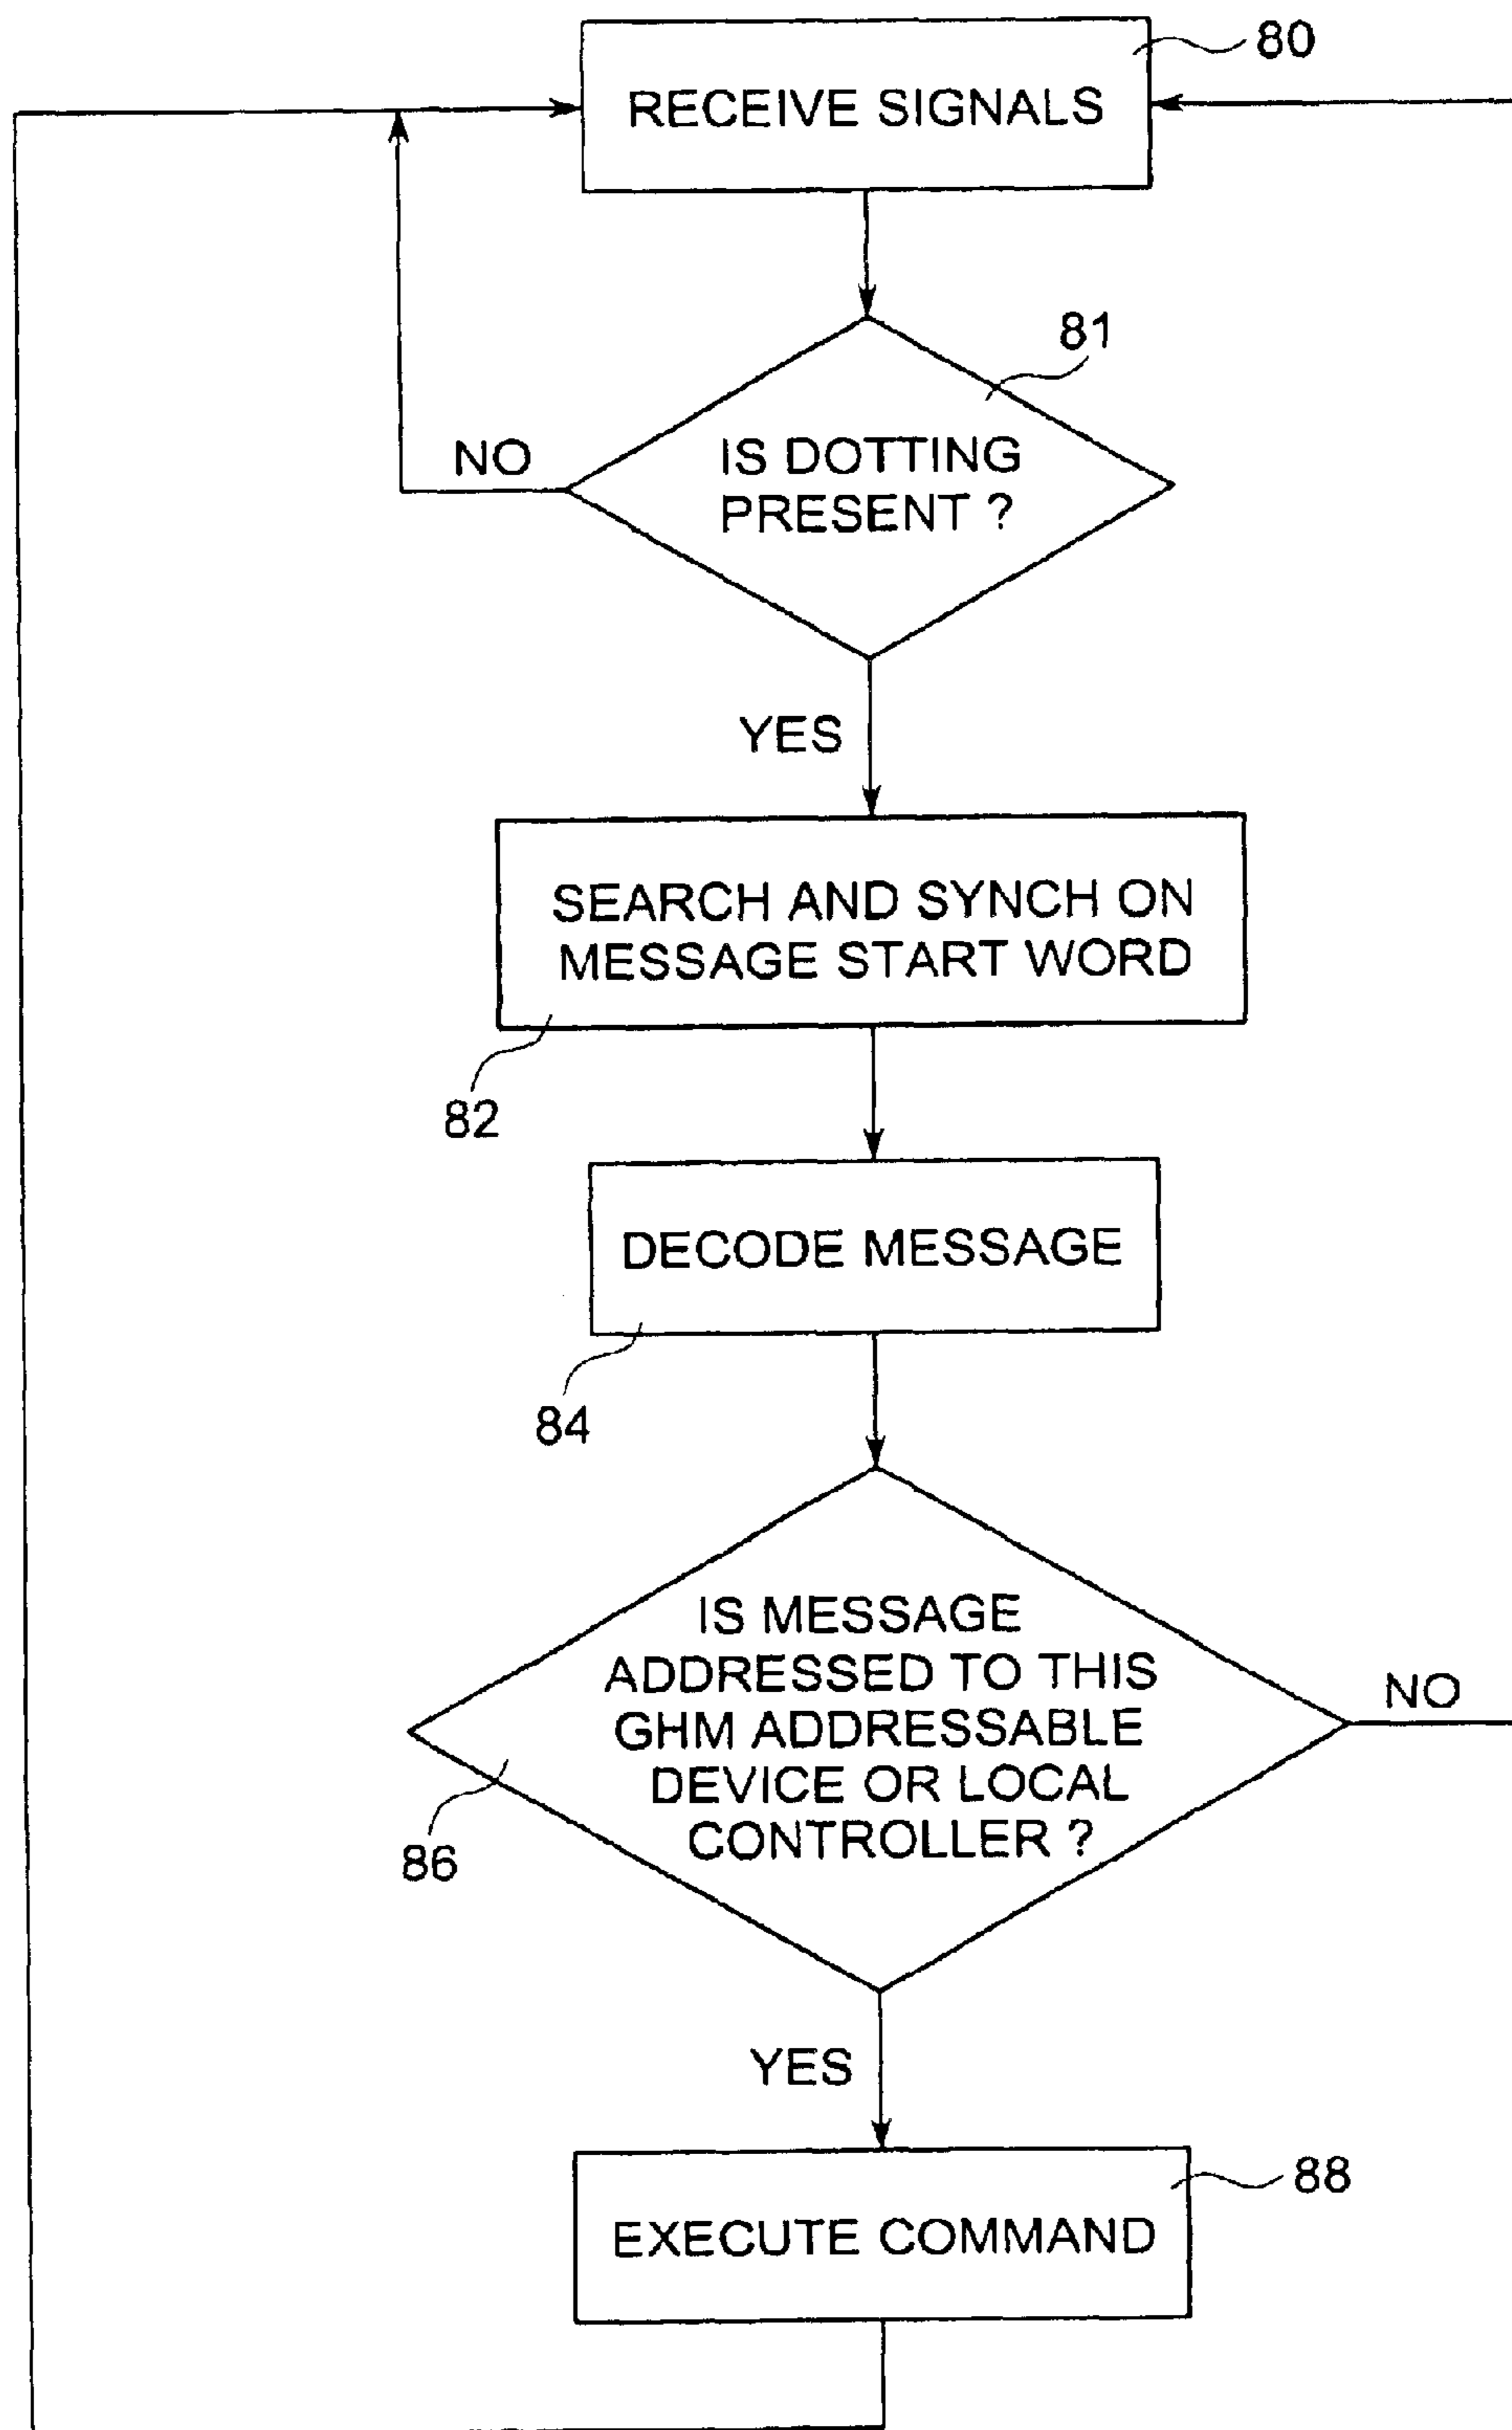 80
RECEIVE SIGNALS
81
IS DOTTING
PRESENT ?
NO
YES
SEARCH AND SYNCH ON
MESSAGE START WORD
82
DECODE MESSAGE
84
IS MESSAGE
ADDRESSED TO THIS
GHM ADDRESSABLE
DEVICE OR LOCAL
CONTROLLER ?
NO
86
YES
88
EXECUTE COMMAND